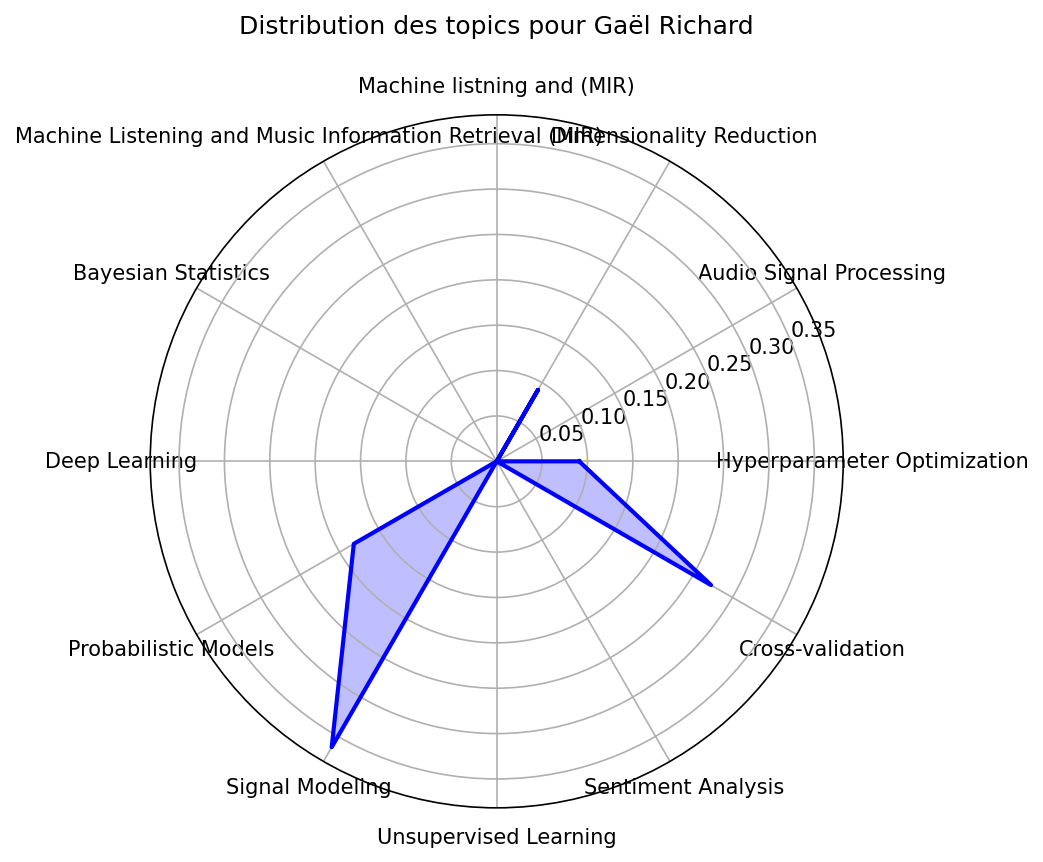 Distribution des topics pour Gaël Richard
Machine listning and (MIR)
Machine Listening and Music Information Retrieval (MIR)
Dimensionality Reduction
Bayesian Statistics
Audio Signal Processing
0.35
0.30
0.25
0.20
0.15
0.10
0.05
Deep Learning
Hyperparameter Optimization
Probabilistic Models
Cross-validation
Signal Modeling
Sentiment Analysis
Unsupervised Learning